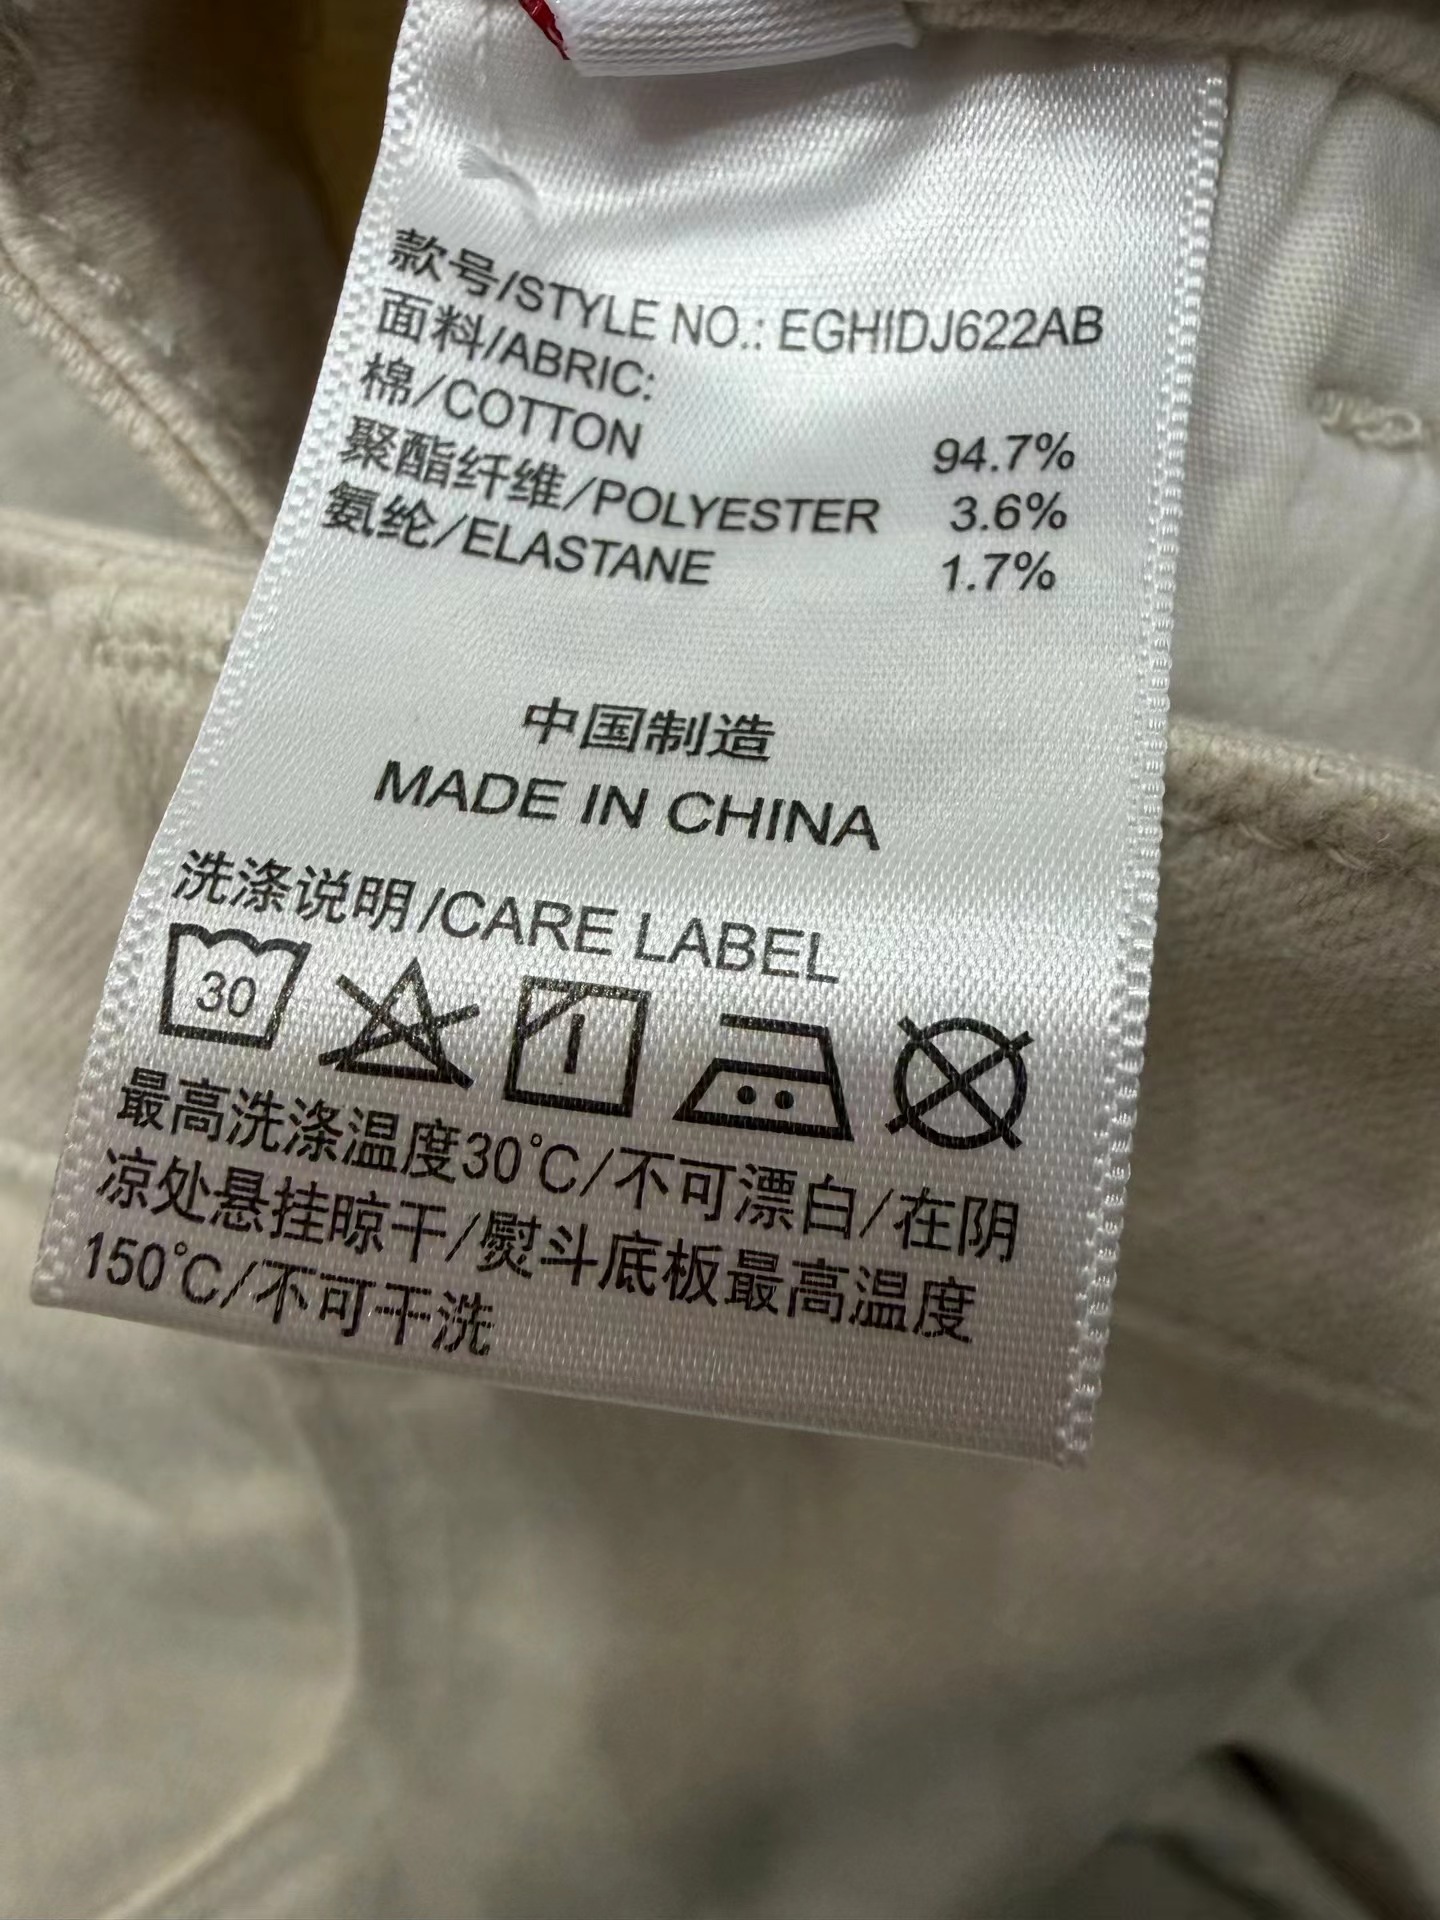 款号/STYLE NO.: EGHIDJ622AB
面料/ABRIC:
棉/COTTON 94.7%
聚酯纤维/POLYESTER 3.6%
氨纶/ELASTANE 1.7%
中国制造
MADE IN CHINA
洗涤说明/CARE LABEL
30
最高洗涤温度30℃/不可漂白/在阴
凉处悬挂晾干/熨斗底板最高温度
150℃/不可干洗